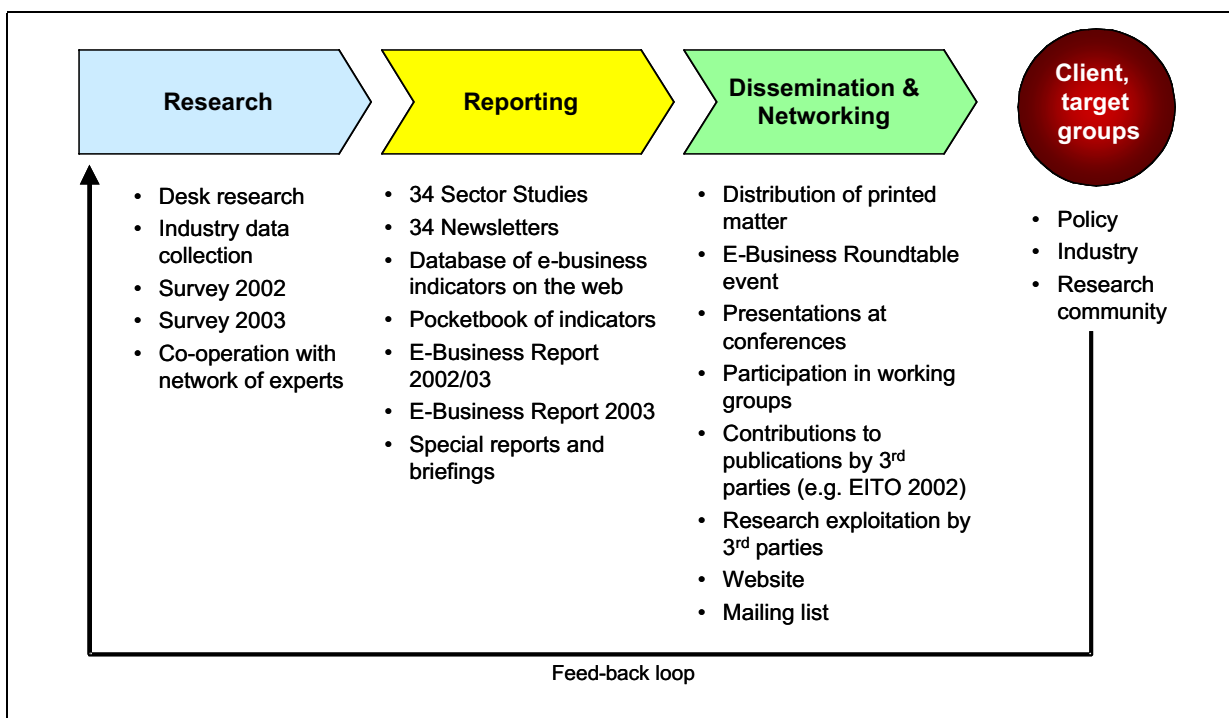 Research
• Desk research
• Industry data
collection
• Survey 2002
• Survey 2003
• Co-operation with
network of experts
Reporting
• 34 Sector Studies
• 34 Newsletters
• Database of e-business
indicators on the web
• Pocketbook of indicators
• E-Business Report
2002/03
• E-Business Report 2003
• Special reports and
briefings
Dissemination &
Networking
• Distribution of printed
matter
• E-Business Roundtable
event
• Presentations at
conferences
• Participation in working
groups
• Contributions to
publications by 3rd
parties (e.g. EITO 2002)
• Research exploitation by
3rd parties
• Website
• Mailing list
Client,
target
groups
• Policy
• Industry
• Research
community
Feed-back loop